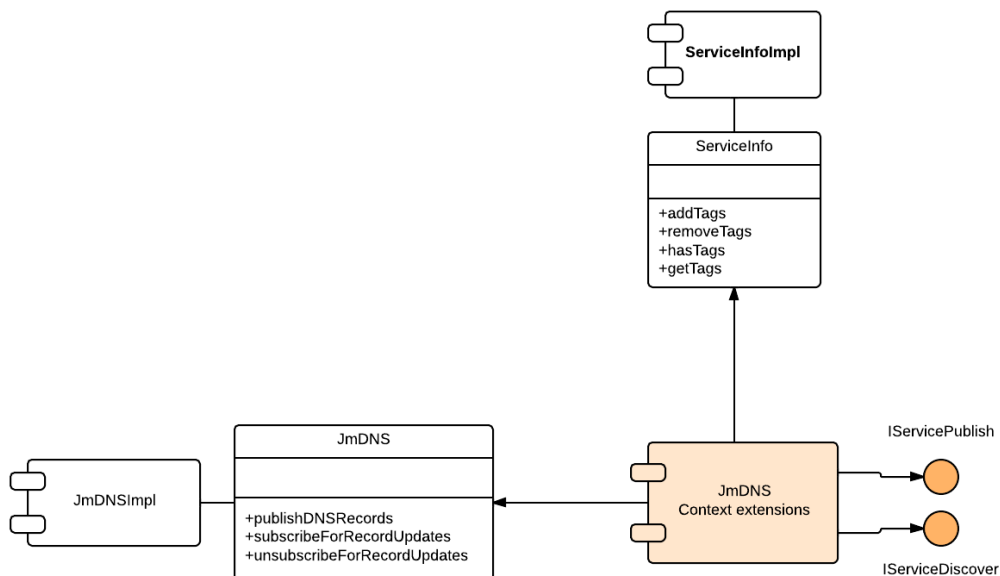 ServiceInfoImpl
ServiceInfo
+addTags
+removeTags
+hasTags
+getTags
IServicePublish
JmDNS
JmDNSImpl
+publishDNSRecords
+subscribeForRecordUpdates
+unsubscribeForRecordUpdates
JmDNS
Context extensions
IServiceDiscover